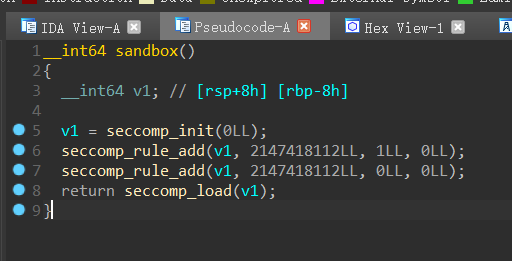 IDA View-A Pseudocode-A Hex View-1
1 __int64 sandbox()
2 {
3 __int64 v1; // [rsp+8h] [rbp-8h]
4
5 v1 = seccomp_init(0LL);
6 seccomp_rule_add(v1, 2147418112LL, 1LL, 0LL);
7 seccomp_rule_add(v1, 2147418112LL, 0LL, 0LL);
8 return seccomp_load(v1);
9 }